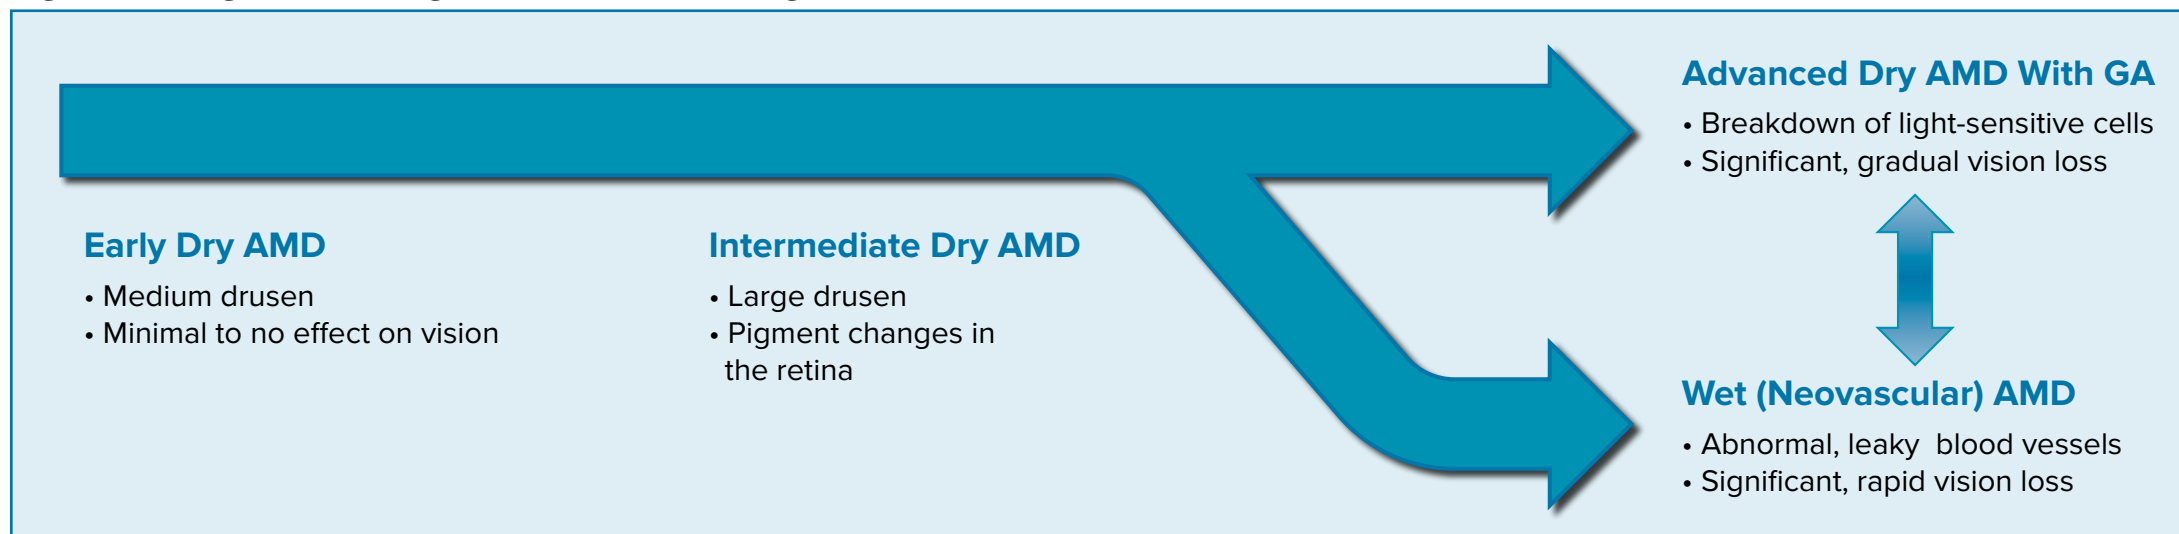 Early Dry AMD
• Medium drusen
• Minimal to no effect on vision
Intermediate Dry AMD
• Large drusen
• Pigment changes in
the retina
Advanced Dry AMD With GA
• Breakdown of light-sensitive cells
• Significant, gradual vision loss
Wet (Neovascular) AMD
• Abnormal, leaky  blood vessels
• Significant, rapid vision loss